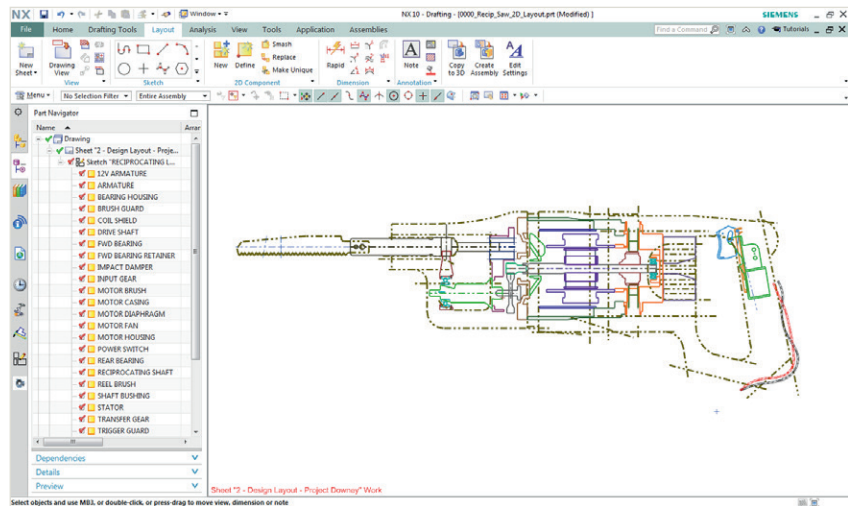 NX Window NX 10 - Drafting - [0000_Recip_Saw_2D_Layout.prt (Modified) ] SIEMENS
File Home Drafting Tools Layout Analysis View Tools Application Assemblies Find a Command Tutorials
New Sheet Drawing View New Define Smash Replace Make Unique Rapid Note Copy to 3D Create Assembly Edit Settings
View Sketch 2D Component Dimension Annotation
Menu No Selection Filter Entire Assembly
Part Navigator
Name Arrar
Drawing
Sheet "2 - Design Layout - Proje...
Sketch "RECIPROCATING L...
12V ARMATURE
ARMATURE
BEARING HOUSING
BRUSH GUARD
COIL SHIELD
DRIVE SHAFT
FWD BEARING
FWD BEARING RETAINER
IMPACT DAMPER
INPUT GEAR
MOTOR BRUSH
MOTOR CASING
MOTOR DIAPHRAGM
MOTOR FAN
MOTOR HOUSING
POWER SWITCH
REAR BEARING
RECIPROCATING SHAFT
REEL BRUSH
SHAFT BUSHING
STATOR
TRANSFER GEAR
TRIGGER GUARD
Dependencies
Details
Preview
Sheet "2 - Design Layout - Project Downey" Work
Select objects and use MB3, or double-click, or press-drag to move view, dimension or note